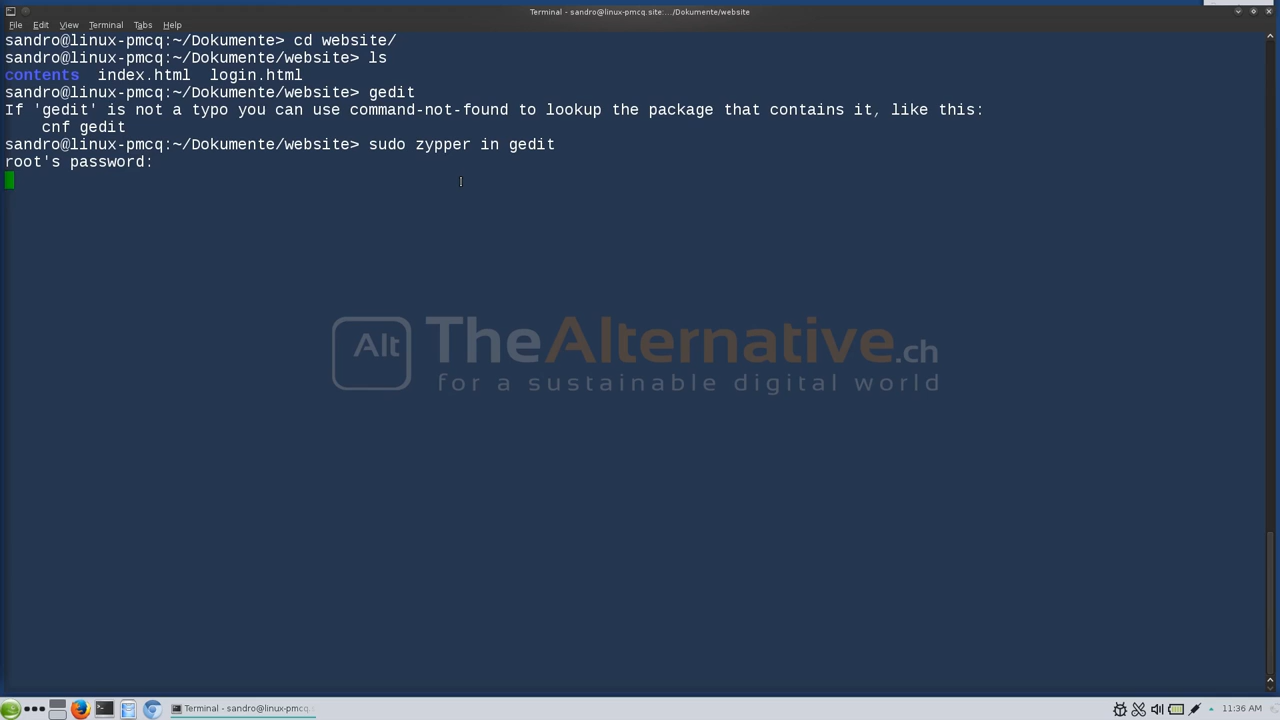 Terminal - sandro@linux-pmcq.site:.../Dokumente/website
File Edit View Terminal Tabs Help
sandro@linux-pmcq:~/Dokumente> cd website/
sandro@linux-pmcq:~/Dokumente/website> ls
contents  index.html  login.html
sandro@linux-pmcq:~/Dokumente/website> gedit
If 'gedit' is not a typo you can use command-not-found to lookup the package that contains it, like this:
    cnf gedit
sandro@linux-pmcq:~/Dokumente/website> sudo zypper in gedit
root's password:
Alt TheAlternative.ch
for a sustainable digital world
Terminal - sandro@linux-pmcq.
11:36 AM